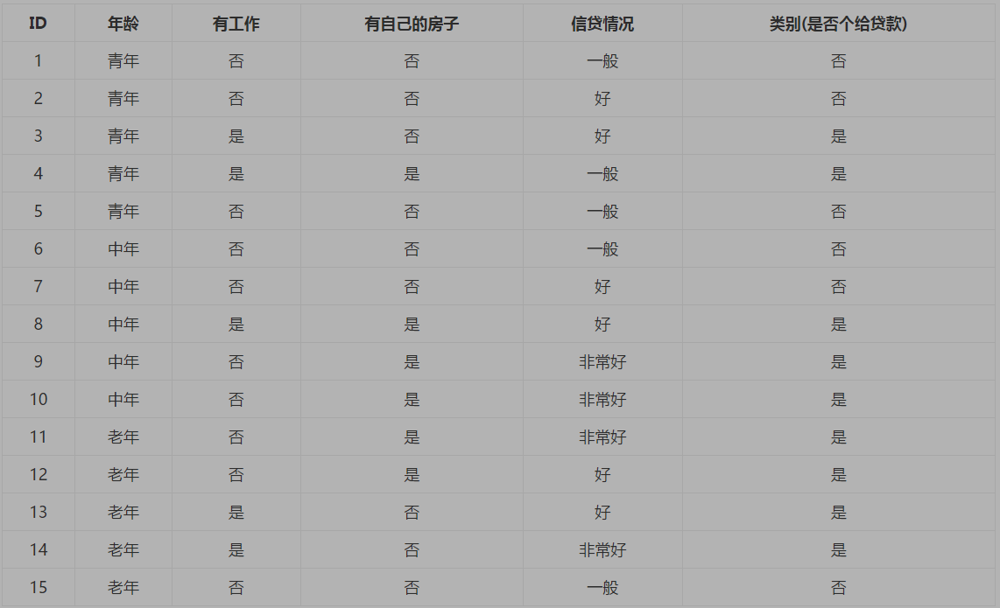 ID 年龄 有工作 有自己的房子 信贷情况 类别(是否个给贷款)
1 青年 否 否 一般 否
2 青年 否 否 好 否
3 青年 是 否 好 是
4 青年 是 是 一般 是
5 青年 否 否 一般 否
6 中年 否 否 一般 否
7 中年 否 否 好 否
8 中年 是 是 好 是
9 中年 否 是 非常好 是
10 中年 否 是 非常好 是
11 老年 否 是 非常好 是
12 老年 否 是 好 是
13 老年 是 否 好 是
14 老年 是 否 非常好 是
15 老年 否 否 一般 否